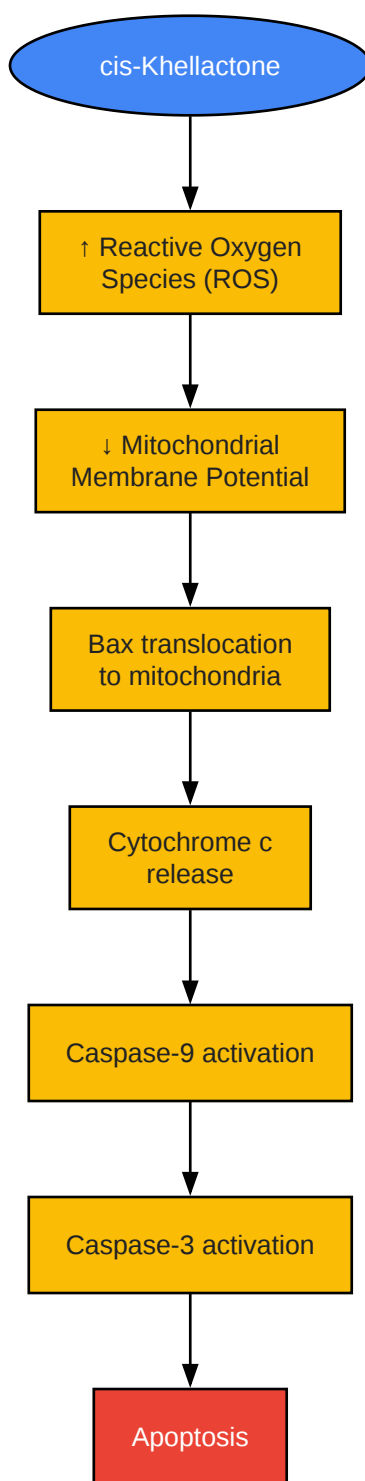 cis-Khellactone
↑ Reactive Oxygen
Species (ROS)
↓ Mitochondrial
Membrane Potential
Bax translocation
to mitochondria
Cytochrome c
release
Caspase-9 activation
Caspase-3 activation
Apoptosis